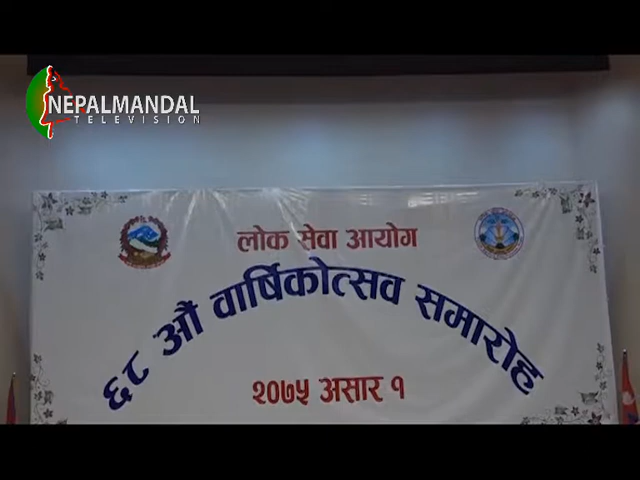 NEPALMANDAL
TELEVISION
लोक सेवा आयोग
६८ औं वार्षिकोत्सव समारोह
२०७५ असार १